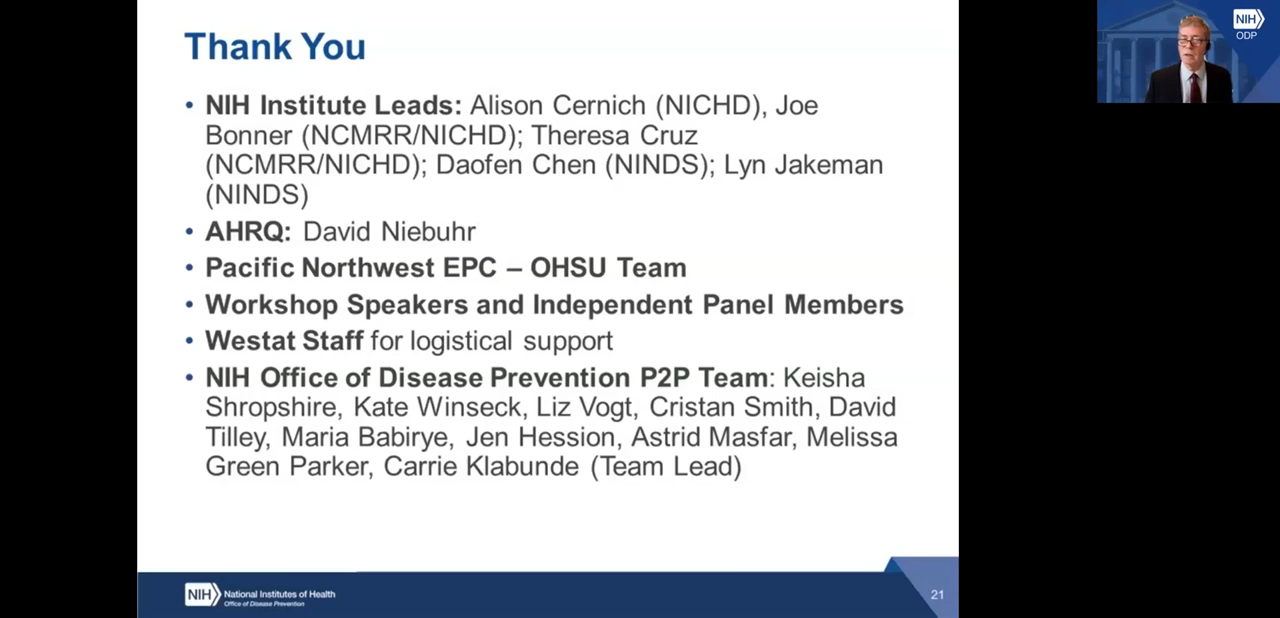 Thank You
• NIH Institute Leads: Alison Cernich (NICHD), Joe
Bonner (NCMRR/NICHD); Theresa Cruz
(NCMRR/NICHD); Daofen Chen (NINDS); Lyn Jakeman
(NINDS)
• AHRQ: David Niebuhr
• Pacific Northwest EPC – OHSU Team
• Workshop Speakers and Independent Panel Members
• Westat Staff for logistical support
• NIH Office of Disease Prevention P2P Team: Keisha
Shropshire, Kate Winseck, Liz Vogt, Cristan Smith, David
Tilley, Maria Babirye, Jen Hession, Astrid Masfar, Melissa
Green Parker, Carrie Klabunde (Team Lead)
NIH
National Institutes of Health
Office of Disease Prevention
21
NIH
ODP